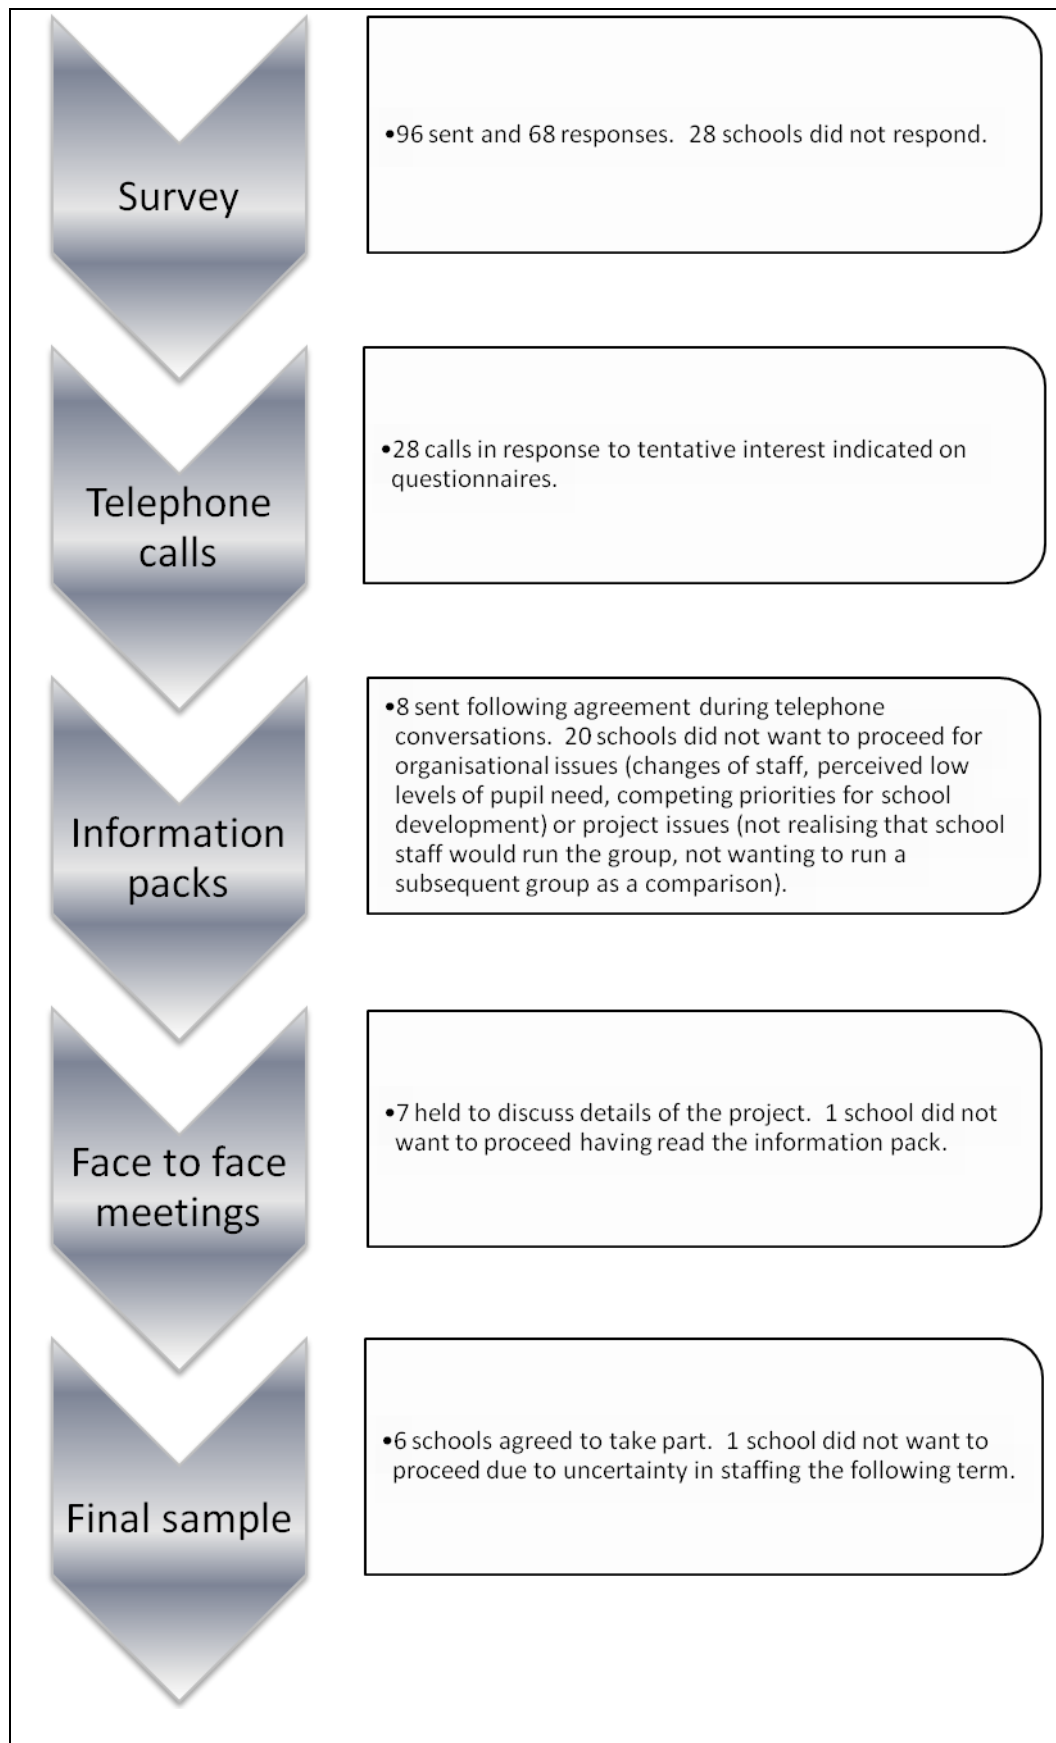 Survey
•96 sent and 68 responses. 28 schools did not respond.
Telephone
calls
•28 calls in response to tentative interest indicated on
questionnaires.
Information
packs
•8 sent following agreement during telephone
conversations. 20 schools did not want to proceed for
organisational issues (changes of staff, perceived low
levels of pupil need, competing priorities for school
development) or project issues (not realising that school
staff would run the group, not wanting to run a
subsequent group as a comparison).
Face to face
meetings
•7 held to discuss details of the project. 1 school did not
want to proceed having read the information pack.
Final sample
•6 schools agreed to take part. 1 school did not want to
proceed due to uncertainty in staffing the following term.